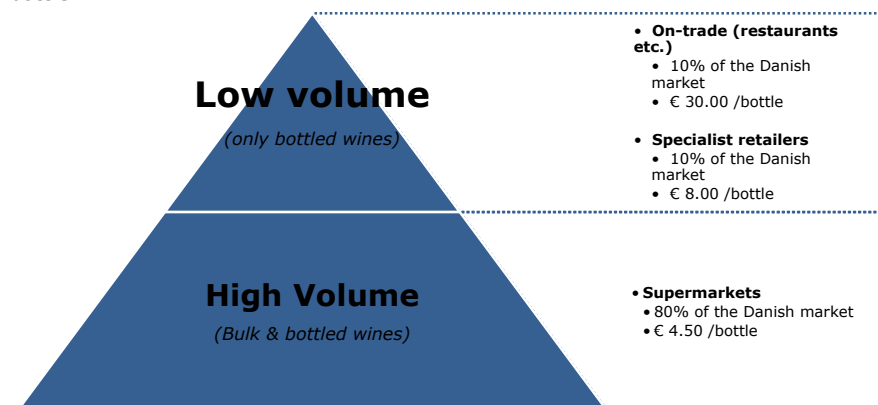 Low volume
(only bottled wines)
• On-trade (restaurants
etc.)
• 10% of the Danish
market
• € 30.00 /bottle
• Specialist retailers
• 10% of the Danish
market
• € 8.00 /bottle
High Volume
(Bulk & bottled wines)
• Supermarkets
• 80% of the Danish market
• € 4.50 /bottle